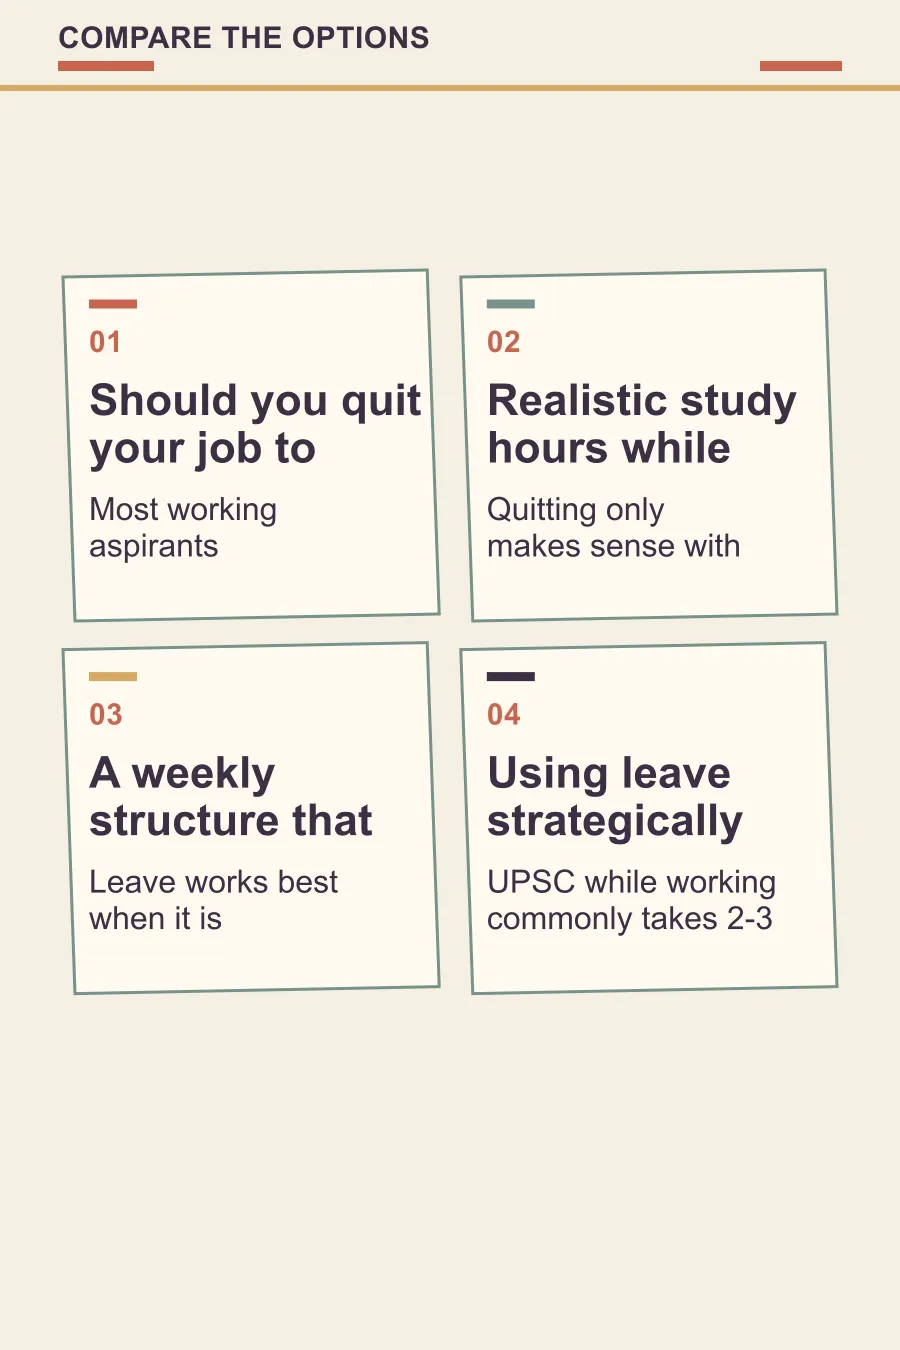 COMPARE THE OPTIONS
01
Should you quit
your job to
Most working
aspirants
02
Realistic study
hours while
Quitting only
makes sense with
03
A weekly
structure that
Leave works best
when it is
04
Using leave
strategically
UPSC while working
commonly takes 2-3